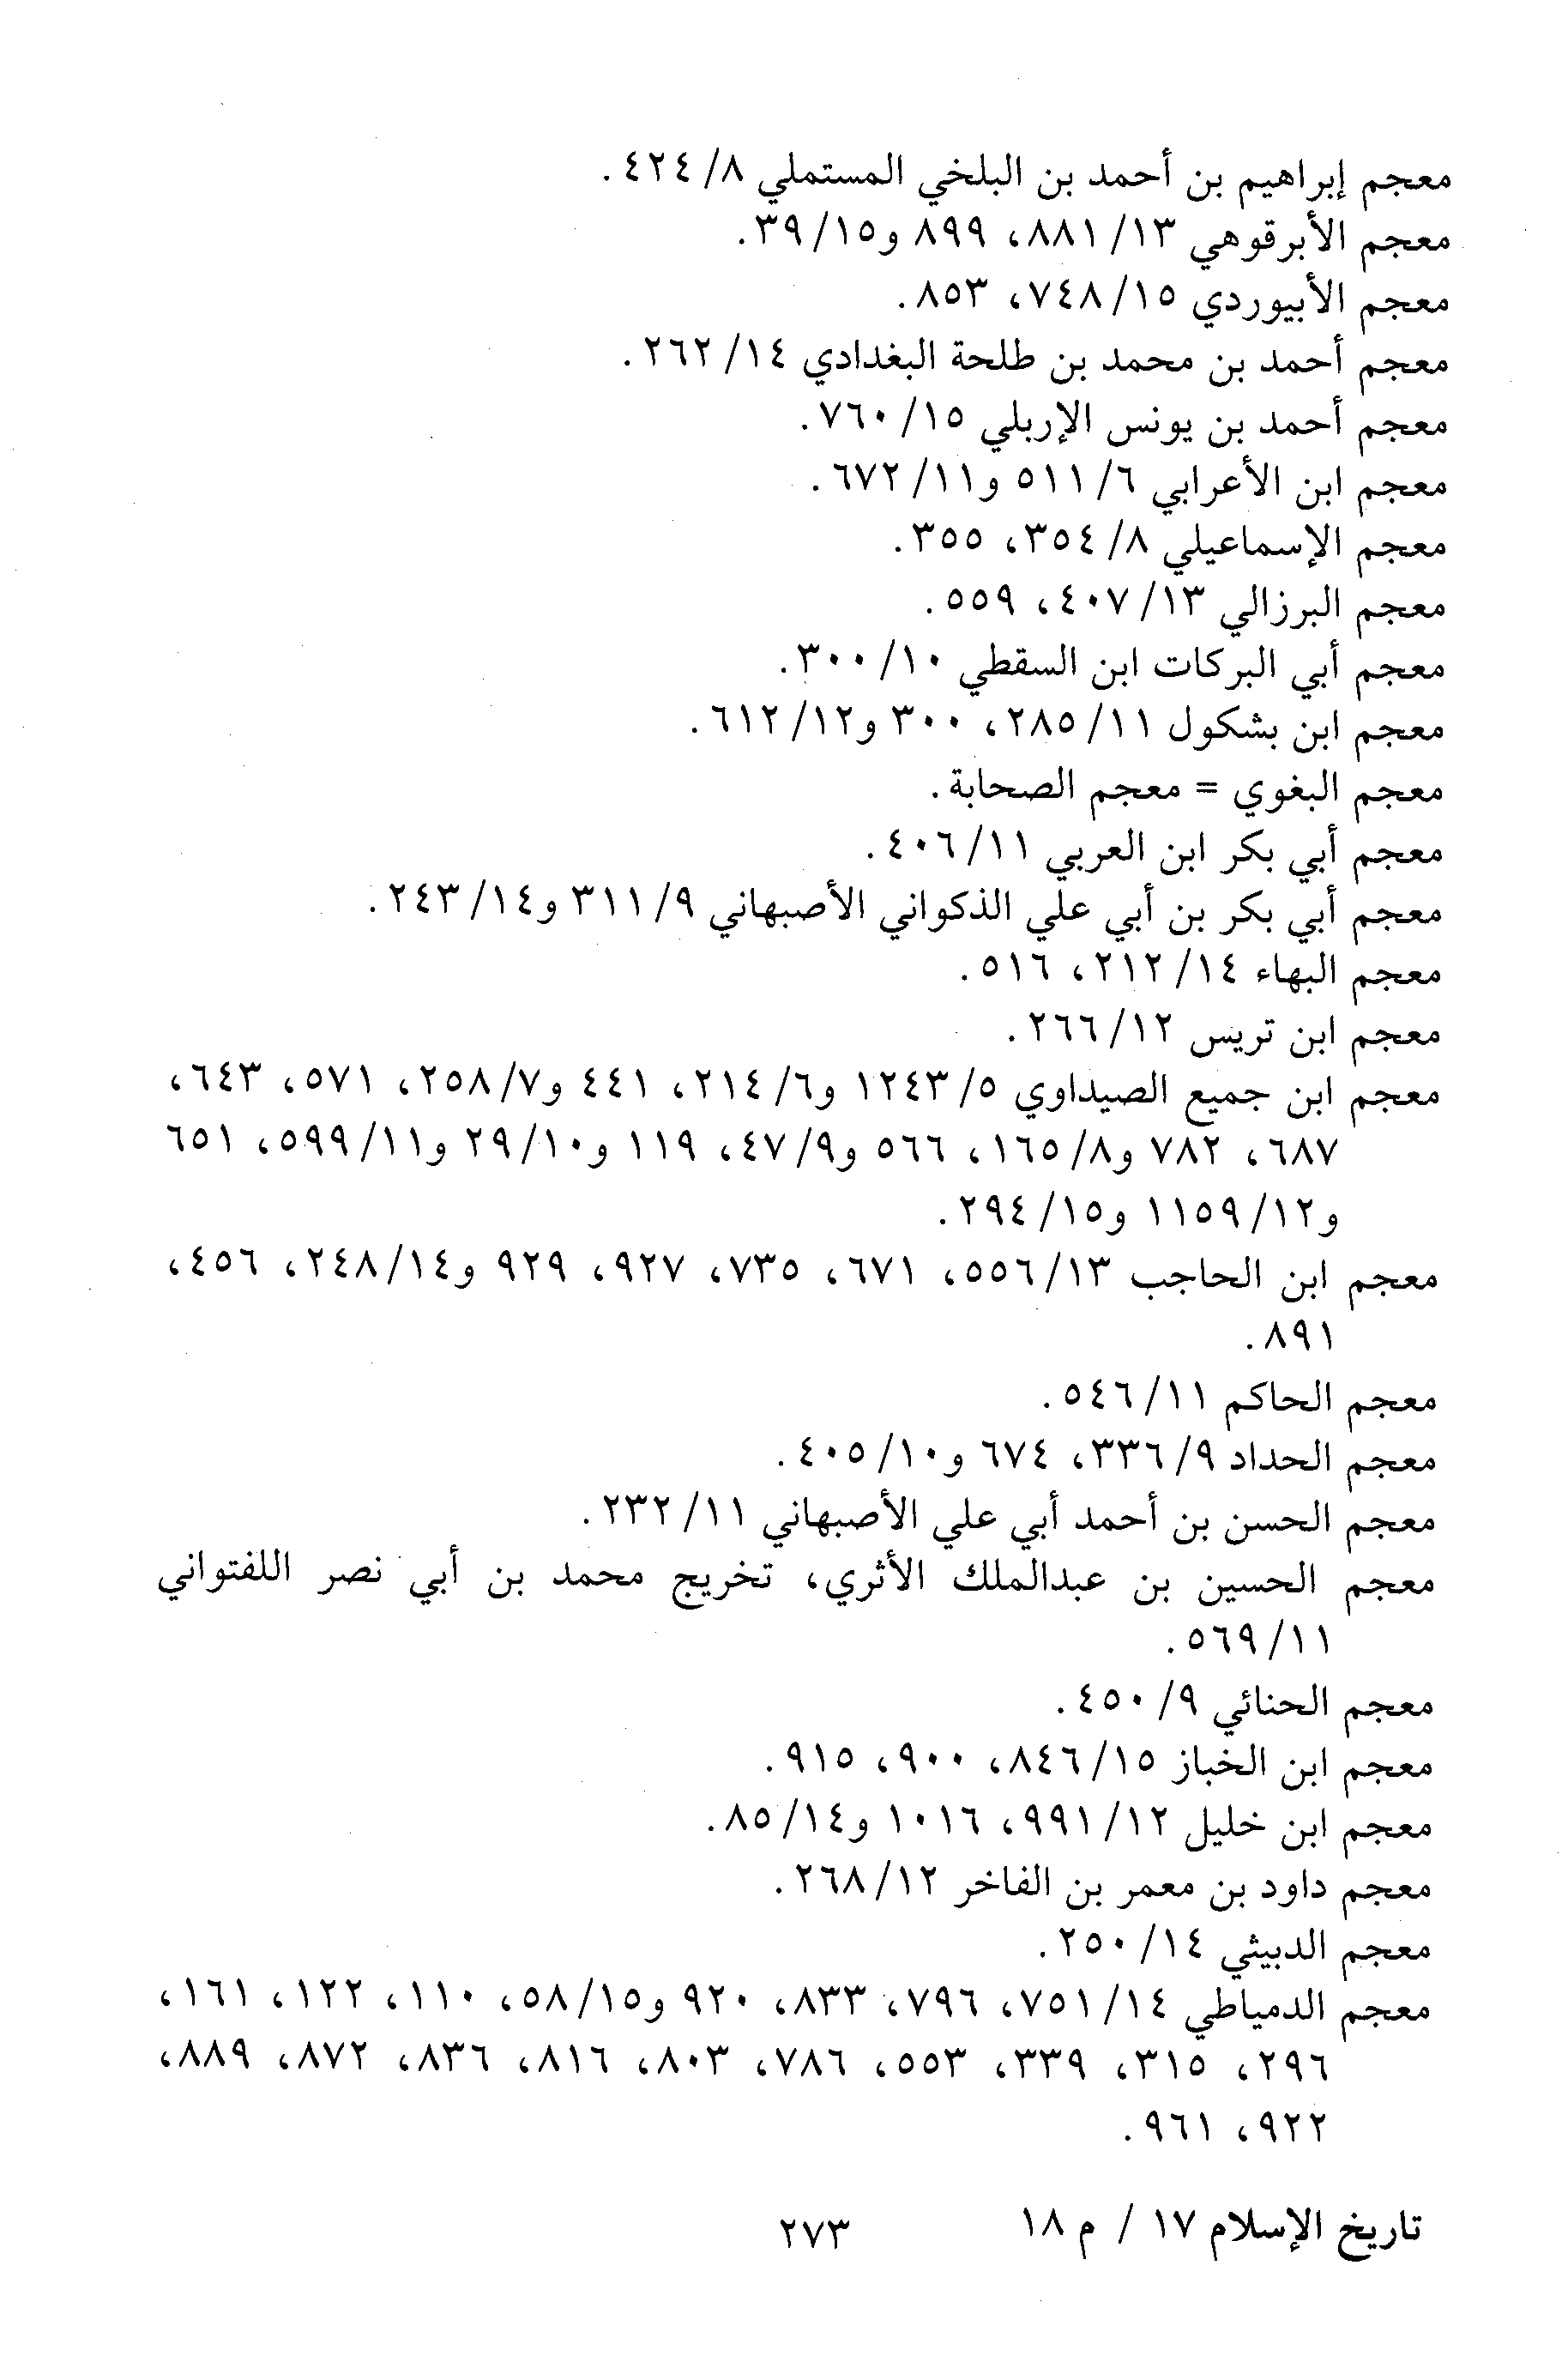 معجم إبراهيم بن أحمد بن البلخي المستملي ٨/ ٤٢٤.
معجم الأبرقوهي ١٣/ ٨٨١، ٨٩٩ و١٥/ ٣٩.
معجم الأبيوردي ١٥/ ٧٤٨، ٨٥٣.
معجم أحمد بن محمد بن طلحة البغدادي ١٤/ ٢٦٢.
معجم أحمد بن يونس الإربلي ١٥/ ٧٦٠.
معجم ابن الأعرابي ٦/ ٥١١ و١١/ ٦٧٢.
معجم الإسماعيلي ٨/ ٣٥٤، ٣٥٥.
معجم البرزالي ١٣/ ٤٠٧، ٥٥٩.
معجم أبي البركات ابن السقطي ١٠/ ٣٠٠.
معجم ابن بشكول ١١/ ٢٨٥، ٣٠٠ و١٢/ ٦١٢.
معجم البغوي = معجم الصحابة.
معجم أبي بكر ابن العربي ١١/ ٤٠٦.
معجم أبي بكر بن أبي علي الذكواني الأصبهاني ٩/ ٣١١ و١٤/ ٢٤٣.
معجم البهاء ١٤/ ٢١٢، ٥١٦.
معجم ابن تريس ١٢/ ٢٦٦.
معجم ابن جميع الصيداوي ٥/ ١٢٤٣ و٦/ ٢١٤، ٤٤١ و٧/ ٢٥٨، ٥٧١، ٦٤٣،
٦٨٧، ٧٨٢ و٨/ ١٦٥، ٥٦٦ و٩/ ٤٧، ١١٩ و١٠/ ٢٩ و١١/ ٥٩٩، ٦٥١
و١٢/ ١١٥٩ و١٥/ ٢٩٤.
معجم ابن الحاجب ١٣/ ٥٥٦، ٦٧١، ٧٣٥، ٩٢٧، ٩٢٩ و١٤/ ٢٤٨، ٤٥٦،
٨٩١.
معجم الحاكم ١١/ ٥٤٦.
معجم الحداد ٩/ ٣٣٦، ٦٧٤ و١٠/ ٤٠٥.
معجم الحسن بن أحمد أبي علي الأصبهاني ١١/ ٢٣٢.
معجم الحسين بن عبدالملك الأثري، تخريج محمد بن أبي نصر اللفتواني
١١/ ٥٦٩.
معجم الحنائي ٩/ ٤٥٠.
معجم ابن الخباز ١٥/ ٨٤٦، ٩٠٠، ٩١٥.
معجم ابن خليل ١٢/ ٩٩١، ١٠١٦ و١٤/ ٨٥.
معجم داود بن معمر بن الفاخر ١٢/ ٢٦٨.
معجم الدبيثي ١٤/ ٢٥٠.
معجم الدمياطي ١٤/ ٧٥١، ٧٩٦، ٨٣٣، ٩٢٠ و١٥/ ٥٨، ١١٠، ١٢٢، ١٦١،
٢٩٦، ٣١٥، ٣٣٩، ٥٥٣، ٧٨٦، ٨٠٣، ٨١٦، ٨٣٦، ٨٧٢، ٨٨٩،
٩٢٢، ٩٦١.
تاريخ الإسلام ١٧ / م ١٨
٢٧٣